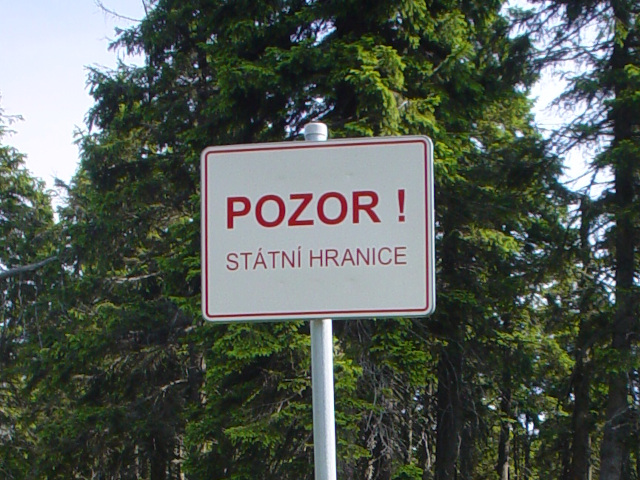 POZOR !
STÁTNÍ HRANICE